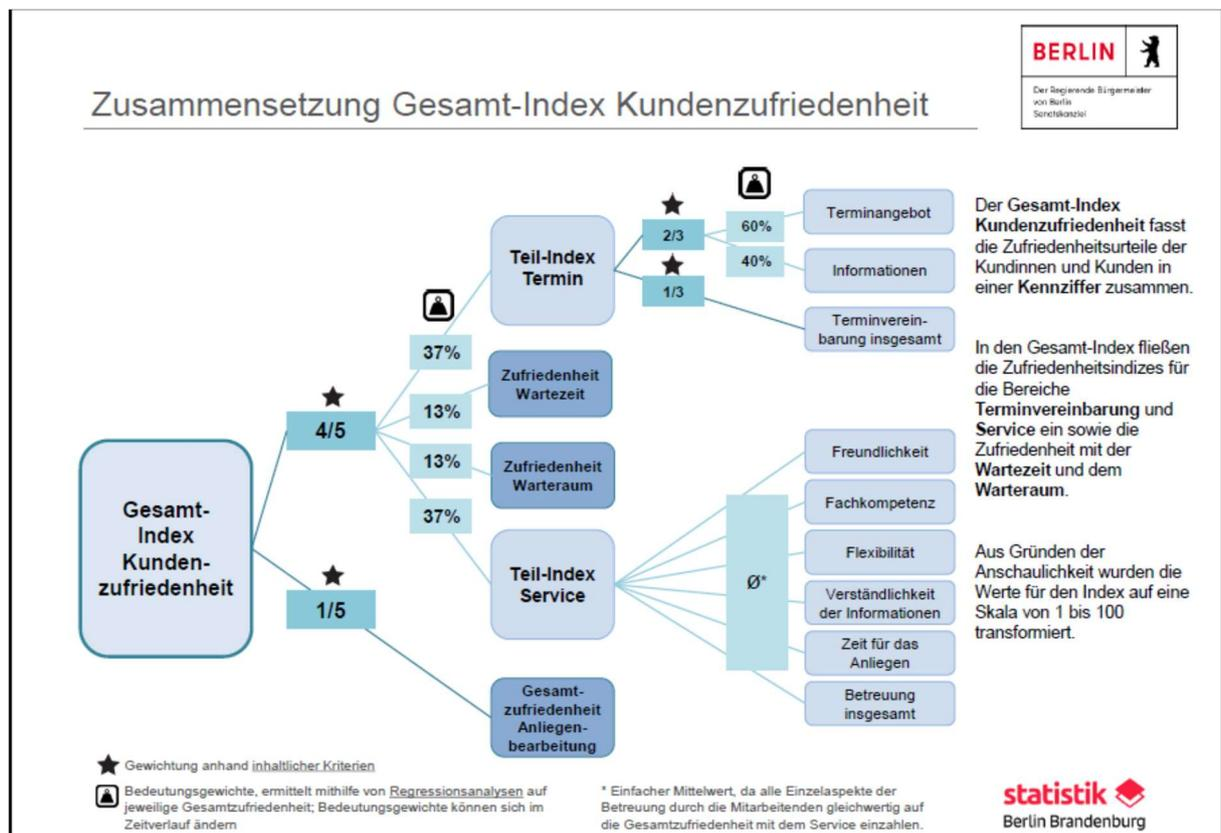 BERLIN
Der Regierende Bürgermeister
von Berlin
Senatskanzlei
Zusammensetzung Gesamt-Index Kundenzufriedenheit
Gesamt-
Index
Kunden-
zufriedenheit
4/5
1/5
37%
13%
13%
37%
Teil-Index
Termin
Zufriedenheit
Wartezeit
Zufriedenheit
Warteraum
Teil-Index
Service
Gesamt-
zufriedenheit
Anliegen-
bearbeitung
2/3
1/3
60%
40%
Terminangebot
Informationen
Terminverein-
barung insgesamt
Ø*
Freundlichkeit
Fachkompetenz
Flexibilität
Verständlichkeit
der Informationen
Zeit für das
Anliegen
Betreuung
insgesamt
Der Gesamt-Index
Kundenzufriedenheit fasst
die Zufriedenheitsurteile der
Kundinnen und Kunden in
einer Kennziffer zusammen.
In den Gesamt-Index fließen
die Zufriedenheitsindizes für
die Bereiche
Terminvereinbarung und
Service ein sowie die
Zufriedenheit mit der
Wartezeit und dem
Warteraum.
Aus Gründen der
Anschaulichkeit wurden die
Werte für den Index auf eine
Skala von 1 bis 100
transformiert.
Gewichtung anhand inhaltlicher Kriterien
Bedeutungsgewichte, ermittelt mithilfe von Regressionsanalysen auf
jeweilige Gesamtzufriedenheit; Bedeutungsgewichte können sich im
Zeitverlauf ändern
* Einfacher Mittelwert, da alle Einzelaspekte der
Betreuung durch die Mitarbeitenden gleichwertig auf
die Gesamtzufriedenheit mit dem Service einzahlen.
statistik
Berlin Brandenburg